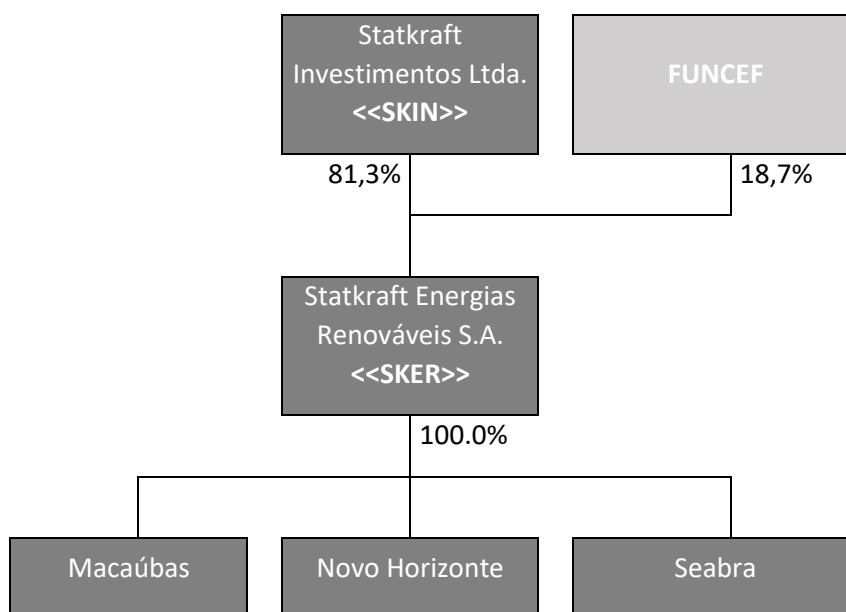 Statkraft
Investimentos Ltda.
<<SKIN>>
FUNCEF
81,3%
18,7%
Statkraft Energias
Renováveis S.A.
<<SKER>>
100.0%
Macaúbas
Novo Horizonte
Seabra